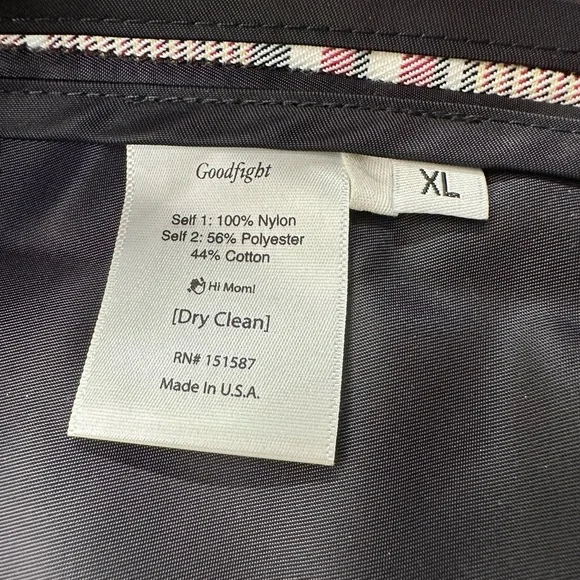 Goodfight
XL
Self 1: 100% Nylon
Self 2: 56% Polyester
44% Cotton
Hi Mom!
[Dry Clean]
RN# 151587
Made In U.S.A.